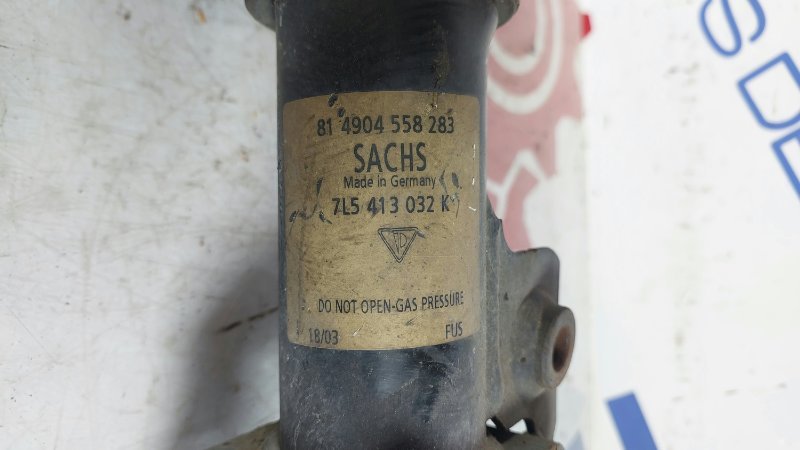 81 4904 558 283
SACHS
Made in Germany
7L5 413 032 K
DO NOT OPEN-GAS PRESSURE
18/03 FUS